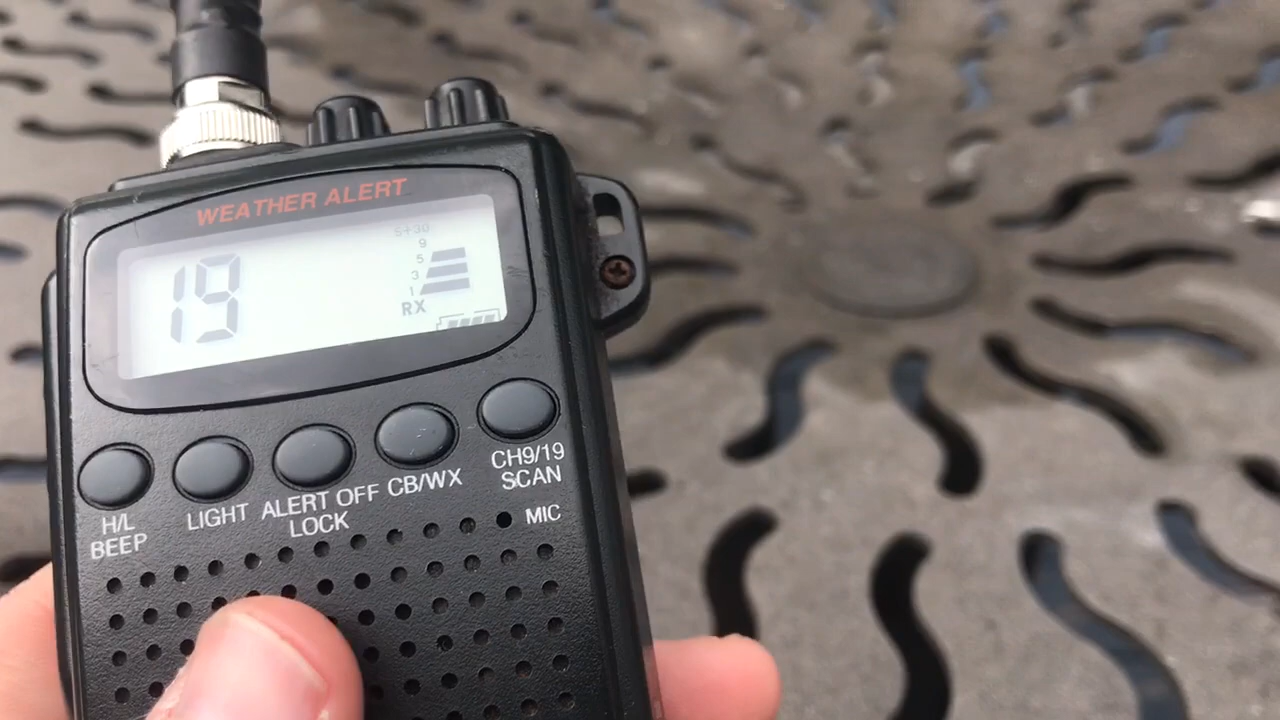 WEATHER ALERT
19
S+30
9
5
3
1
RX
H/L
BEEP
LIGHT
ALERT OFF
LOCK
CB/WX
CH9/19
SCAN
MIC